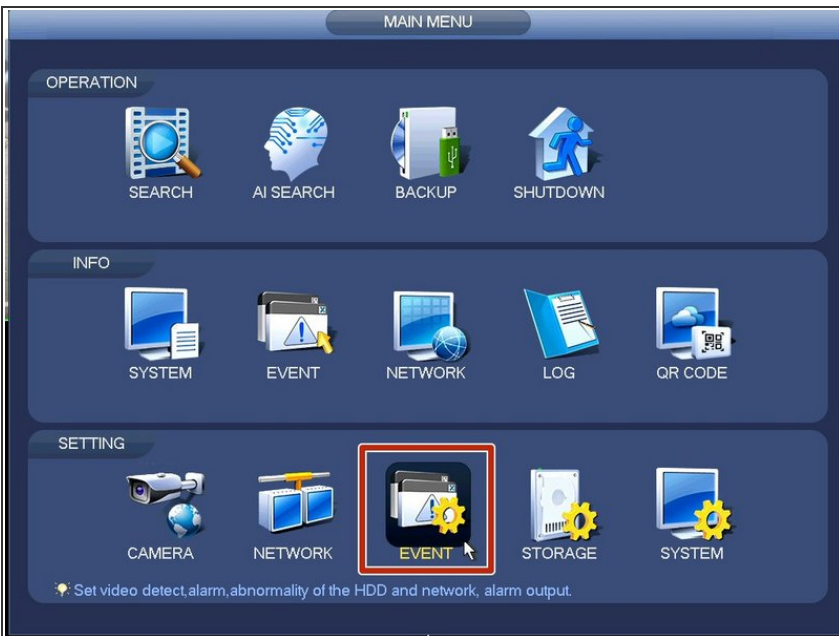 MAIN MENU
OPERATION
SEARCH AI SEARCH BACKUP SHUTDOWN
INFO
SYSTEM EVENT NETWORK LOG QR CODE
SETTING
CAMERA NETWORK EVENT STORAGE SYSTEM
Set video detect,alarm,abnormality of the HDD and network, alarm output.